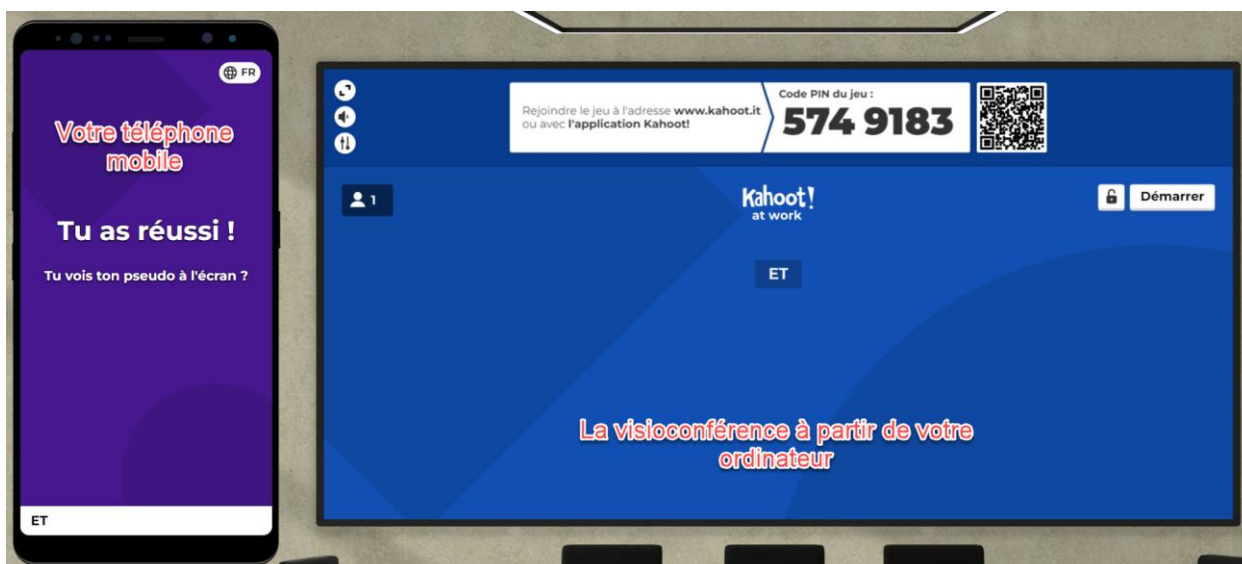 FR
Votre téléphone
mobile
Tu as réussi !
Tu vois ton pseudo à l'écran ?
ET
Rejoindre le jeu à l'adresse www.kahoot.it
ou avec l'application Kahoot!
Code PIN du jeu :
574 9183
1
Kahoot!
at work
Démarrer
ET
La visioconférence à partir de votre
ordinateur